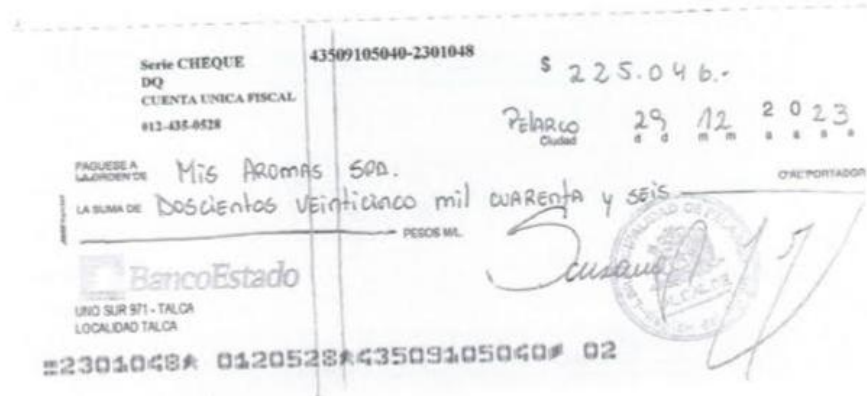 Serie CHEQUE 43509105040-2301048 $ 225.046.-
DQ
CUENTA UNICA FISCAL
012-435-0528
PELARCO 29 12 2023
Ciudad d d m m a a a a
PAGUESE A LA ORDEN DE Mis AROMAS SPA. O AL PORTADOR
LA SUMA DE DOSCIENTOS VEINTICINCO mil CUARENTA y SEIS
PESOS M/L.
BancoEstado
UNO SUR 971 - TALCA
LOCALIDAD TALCA
ALCALDE
2301048 0120528 43509105040 02